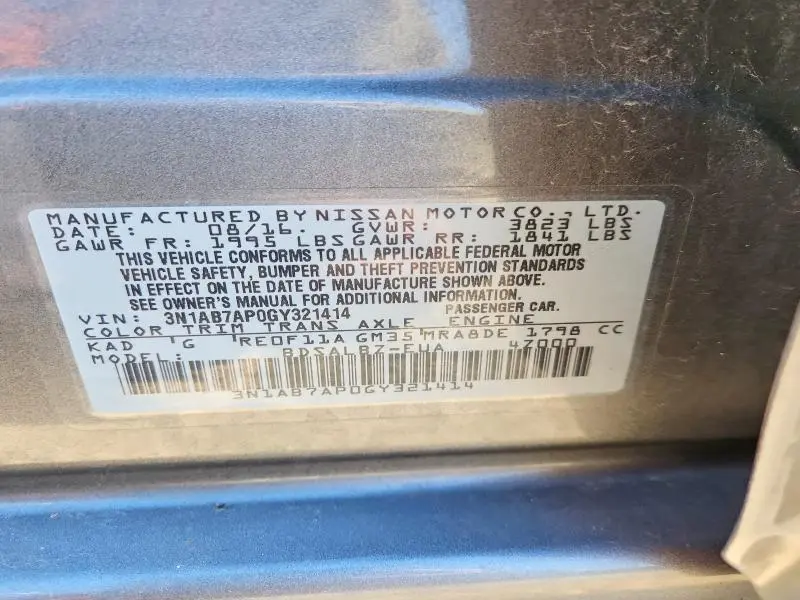 MANUFACTURED BY NISSAN MOTOR CO., LTD.
DATE: 08/16. GVWR: 3823 LBS
GAWR FR: 1995 LBS GAWR RR: 1841 LBS
THIS VEHICLE CONFORMS TO ALL APPLICABLE FEDERAL MOTOR
VEHICLE SAFETY, BUMPER AND THEFT PREVENTION STANDARDS
IN EFFECT ON THE DATE OF MANUFACTURE SHOWN ABOVE.
SEE OWNER'S MANUAL FOR ADDITIONAL INFORMATION.
VIN: 3N1AB7AP0GY321414 PASSENGER CAR.
COLOR TRIM TRANS AXLE ENGINE
KAD G RE0F11A GM35 MRA8DE 1798 CC
MODEL: BDSALBZ-EUA 4Z000
3N1AB7AP0GY321414